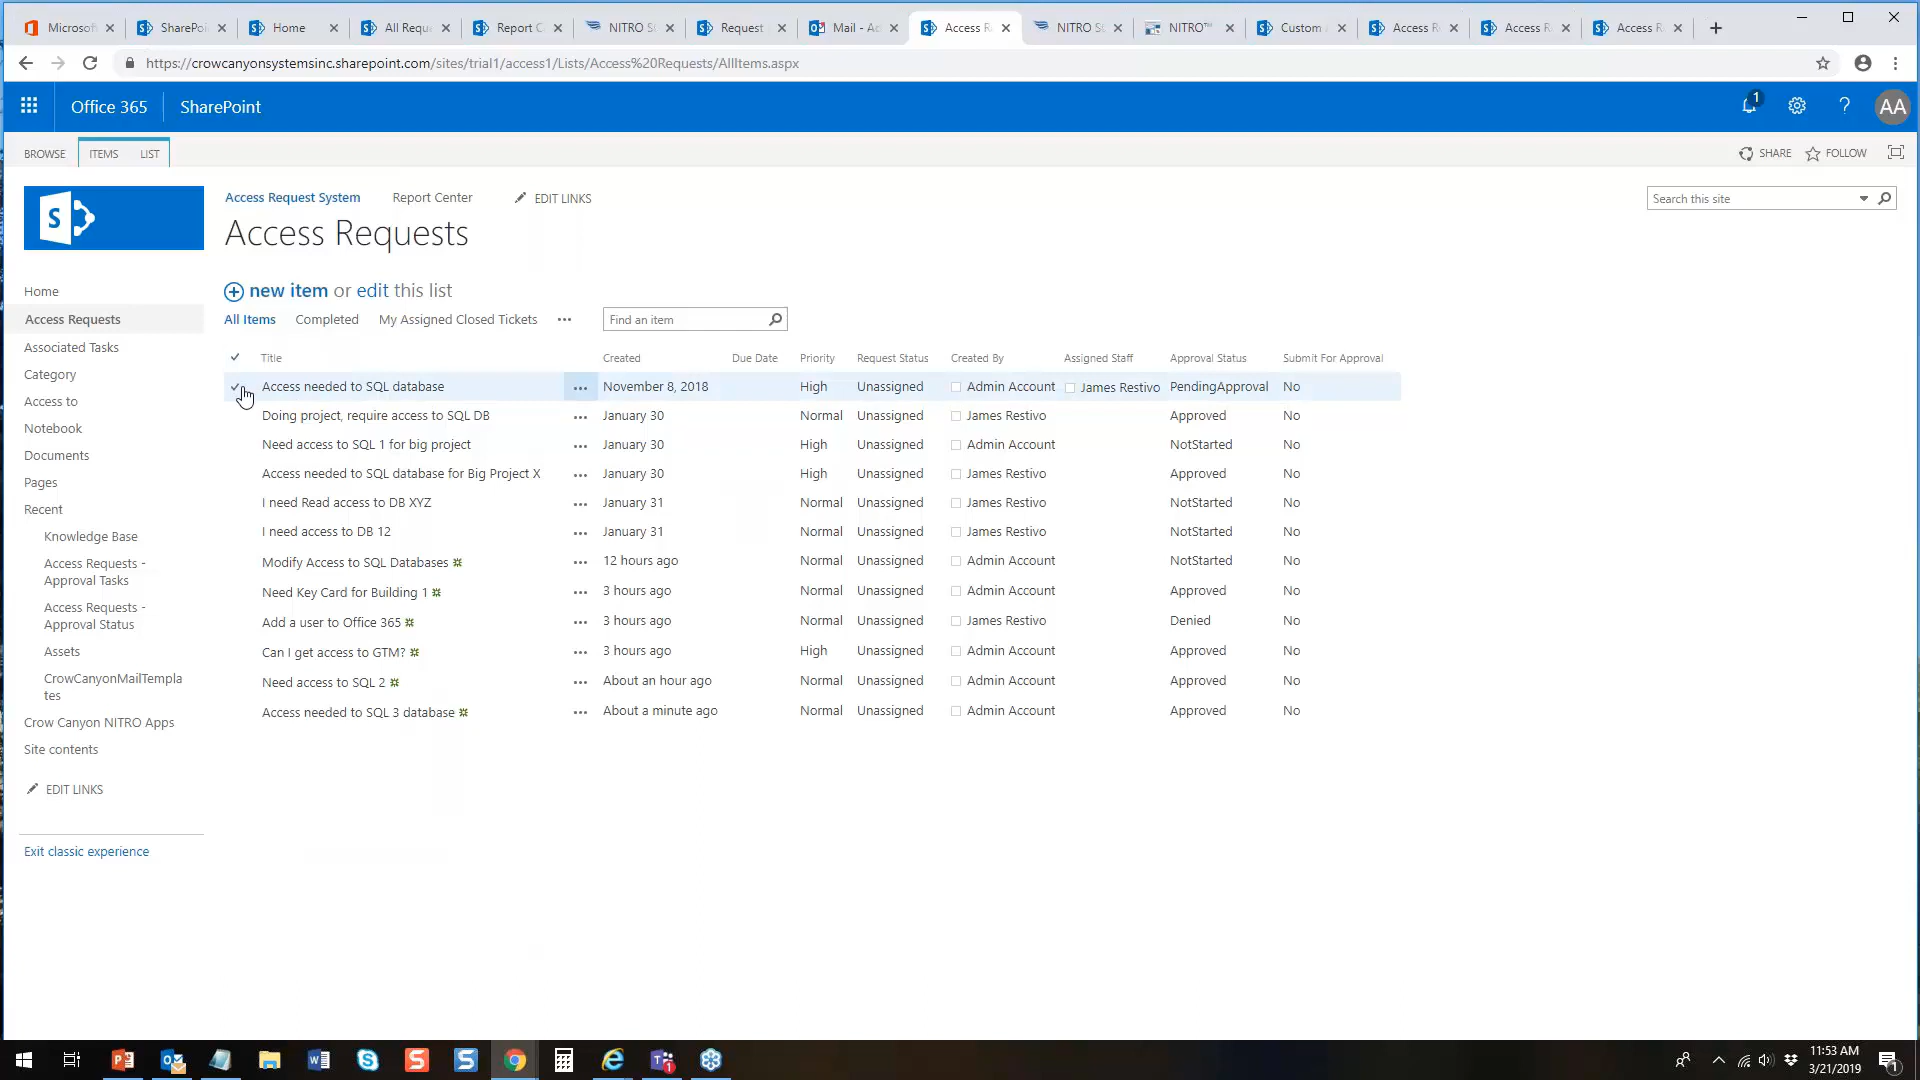 Microsof
SharePoi
Home
All Requ
Report C
NITRO S
Request
Mail - Ad
Access R
NITRO S
NITRO™
Custom
Access R
Access R
Access R
https://crowcanyonsystemsinc.sharepoint.com/sites/trial1/access1/Lists/Access%20Requests/AllItems.aspx
Office 365 SharePoint 1 ? AA
BROWSE ITEMS LIST SHARE FOLLOW
S
Access Request System Report Center EDIT LINKS Search this site
Access Requests
new item or edit this list
All Items Completed My Assigned Closed Tickets ... Find an item
Title Created Due Date Priority Request Status Created By Assigned Staff Approval Status Submit For Approval
Access needed to SQL database ... November 8, 2018 High Unassigned Admin Account James Restivo PendingApproval No
Doing project, require access to SQL DB ... January 30 Normal Unassigned James Restivo Approved No
Need access to SQL 1 for big project ... January 30 High Unassigned Admin Account NotStarted No
Access needed to SQL database for Big Project X ... January 30 High Unassigned James Restivo Approved No
I need Read access to DB XYZ ... January 31 Normal Unassigned James Restivo NotStarted No
I need access to DB 12 ... January 31 Normal Unassigned James Restivo NotStarted No
Modify Access to SQL Databases ... 12 hours ago Normal Unassigned Admin Account NotStarted No
Need Key Card for Building 1 ... 3 hours ago Normal Unassigned Admin Account Approved No
Add a user to Office 365 ... 3 hours ago Normal Unassigned James Restivo Denied No
Can I get access to GTM? ... 3 hours ago High Unassigned Admin Account Approved No
Need access to SQL 2 ... About an hour ago Normal Unassigned Admin Account Approved No
Access needed to SQL 3 database ... About a minute ago Normal Unassigned Admin Account Approved No
Home
Access Requests
Associated Tasks
Category
Access to
Notebook
Documents
Pages
Recent
Knowledge Base
Access Requests -
Approval Tasks
Access Requests -
Approval Status
Assets
CrowCanyonMailTempla
tes
Crow Canyon NITRO Apps
Site contents
EDIT LINKS
Exit classic experience
11:53 AM
3/21/2019
1